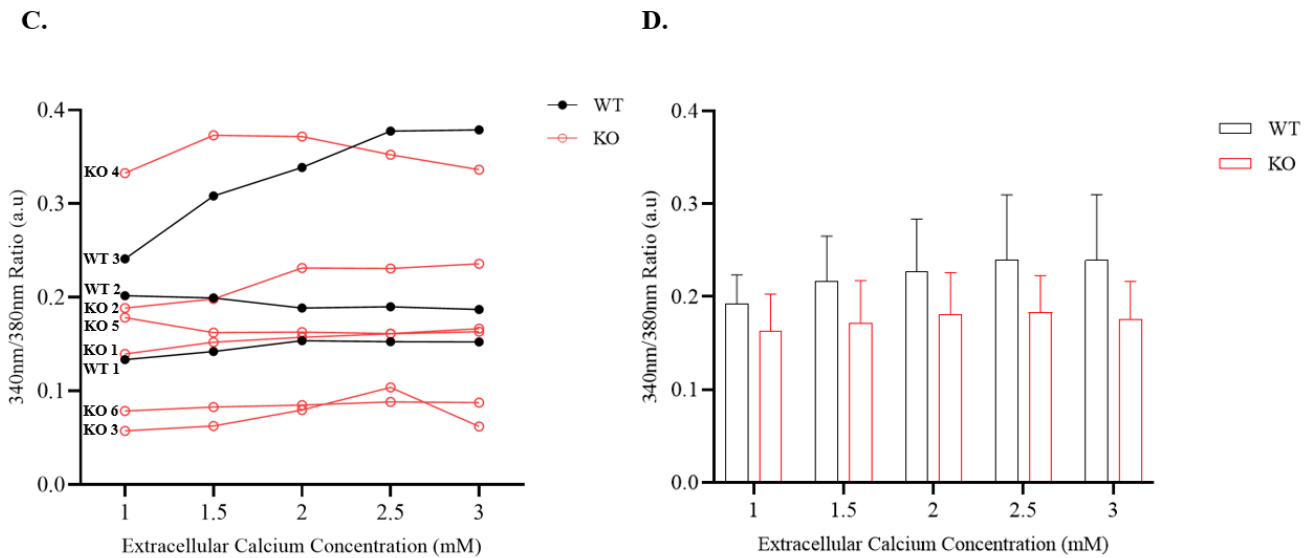 C.
340nm/380nm Ratio (a.u)
0.4
0.3
0.2
0.1
0.0
KO 4
WT 3
WT 2
KO 2
KO 5
KO 1
WT 1
KO 6
KO 3
1 1.5 2 2.5 3
Extracellular Calcium Concentration (mM)
WT
KO
D.
340nm/380nm Ratio (a.u)
0.4
0.3
0.2
0.1
0.0
1 1.5 2 2.5 3
Extracellular Calcium Concentration (mM)
WT
KO